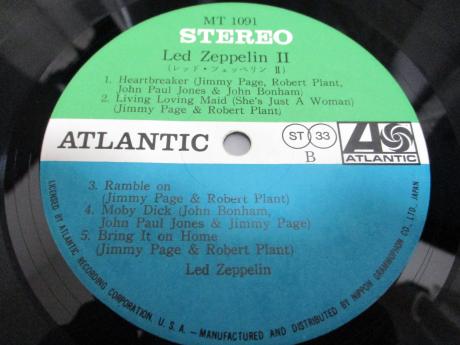 MT 1091
STEREO
Led Zeppelin II
(レッド・ツェッペリン II)
1. Heartbreaker (Jimmy Page, Robert Plant,
John Paul Jones & John Bonham)
2. Living Loving Maid (She's Just A Woman)
(Jimmy Page & Robert Plant)
ATLANTIC
ST 33
B
ATLANTIC
3. Ramble on
(Jimmy Page & Robert Plant)
4. Moby Dick (John Bonham,
John Paul Jones & Jimmy Page)
5. Bring It on Home
(Jimmy Page & Robert Plant)
Led Zeppelin
LICENSED BY ATLANTIC RECORDING CORPORATION. U. S. A. — MANUFACTURED AND DISTRIBUTED BY NIPPON GRAMMOPHON CO., LTD., JAPAN